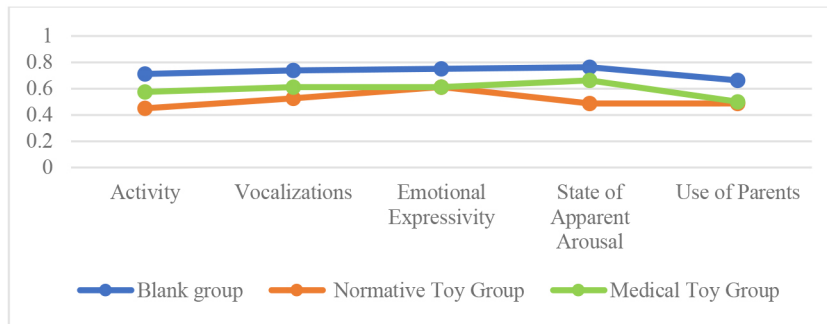 1
0.8
0.6
0.4
0.2
0
Activity
Vocalizations
Emotional
Expressivity
State of
Apparent
Arousal
Use of Parents
Blank group
Normative Toy Group
Medical Toy Group